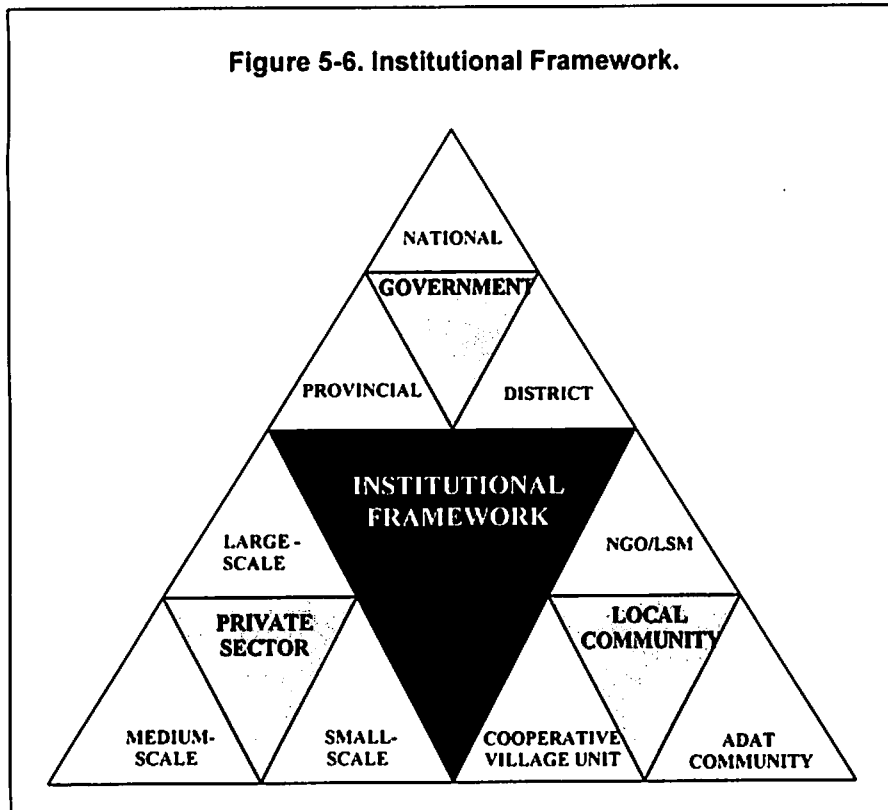 Figure 5-6. Institutional Framework.
NATIONAL
GOVERNMENT
PROVINCIAL
DISTRICT
INSTITUTIONAL
FRAMEWORK
LARGE-
SCALE
NGO/LSM
PRIVATE
SECTOR
LOCAL
COMMUNITY
MEDIUM-
SCALE
SMALL-
SCALE
COOPERATIVE
VILLAGE UNIT
ADAT
COMMUNITY